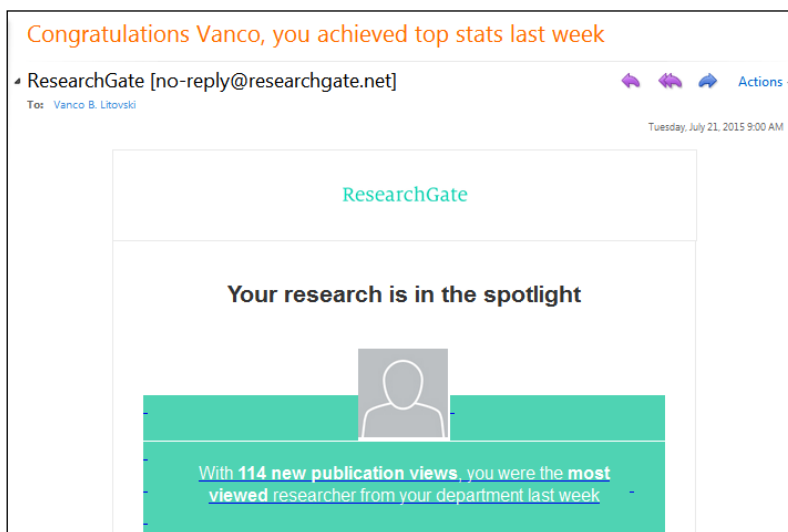 Congratulations Vanco, you achieved top stats last week
ResearchGate [no-reply@researchgate.net]
Actions
To: Vanco B. Litovski
Tuesday, July 21, 2015 9:00 AM
ResearchGate
Your research is in the spotlight
With 114 new publication views, you were the most
viewed researcher from your department last week